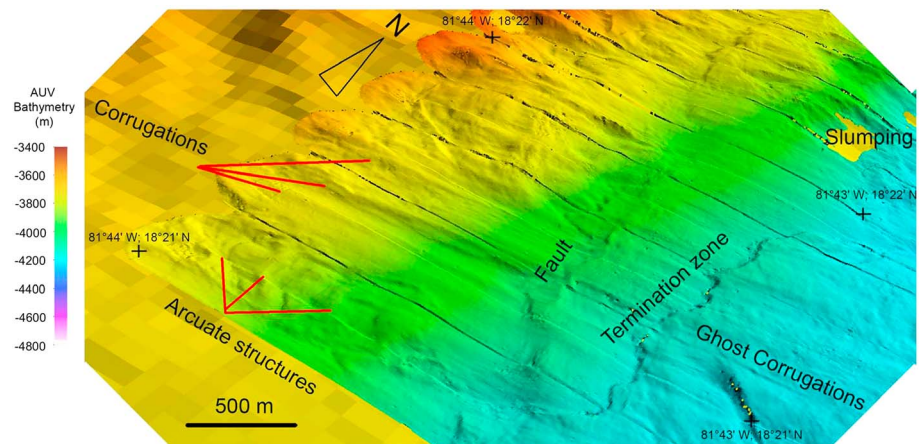 81°44' W; 18°22' N
N
AUV
Bathymetry
(m)
-3400
-3600
-3800
-4000
-4200
-4400
-4600
-4800
Corrugations
Slumping
81°43' W; 18°22' N
81°44' W; 18°21' N
Fault
Termination zone
Arcuate structures
Ghost Corrugations
500 m
81°43' W; 18°21' N